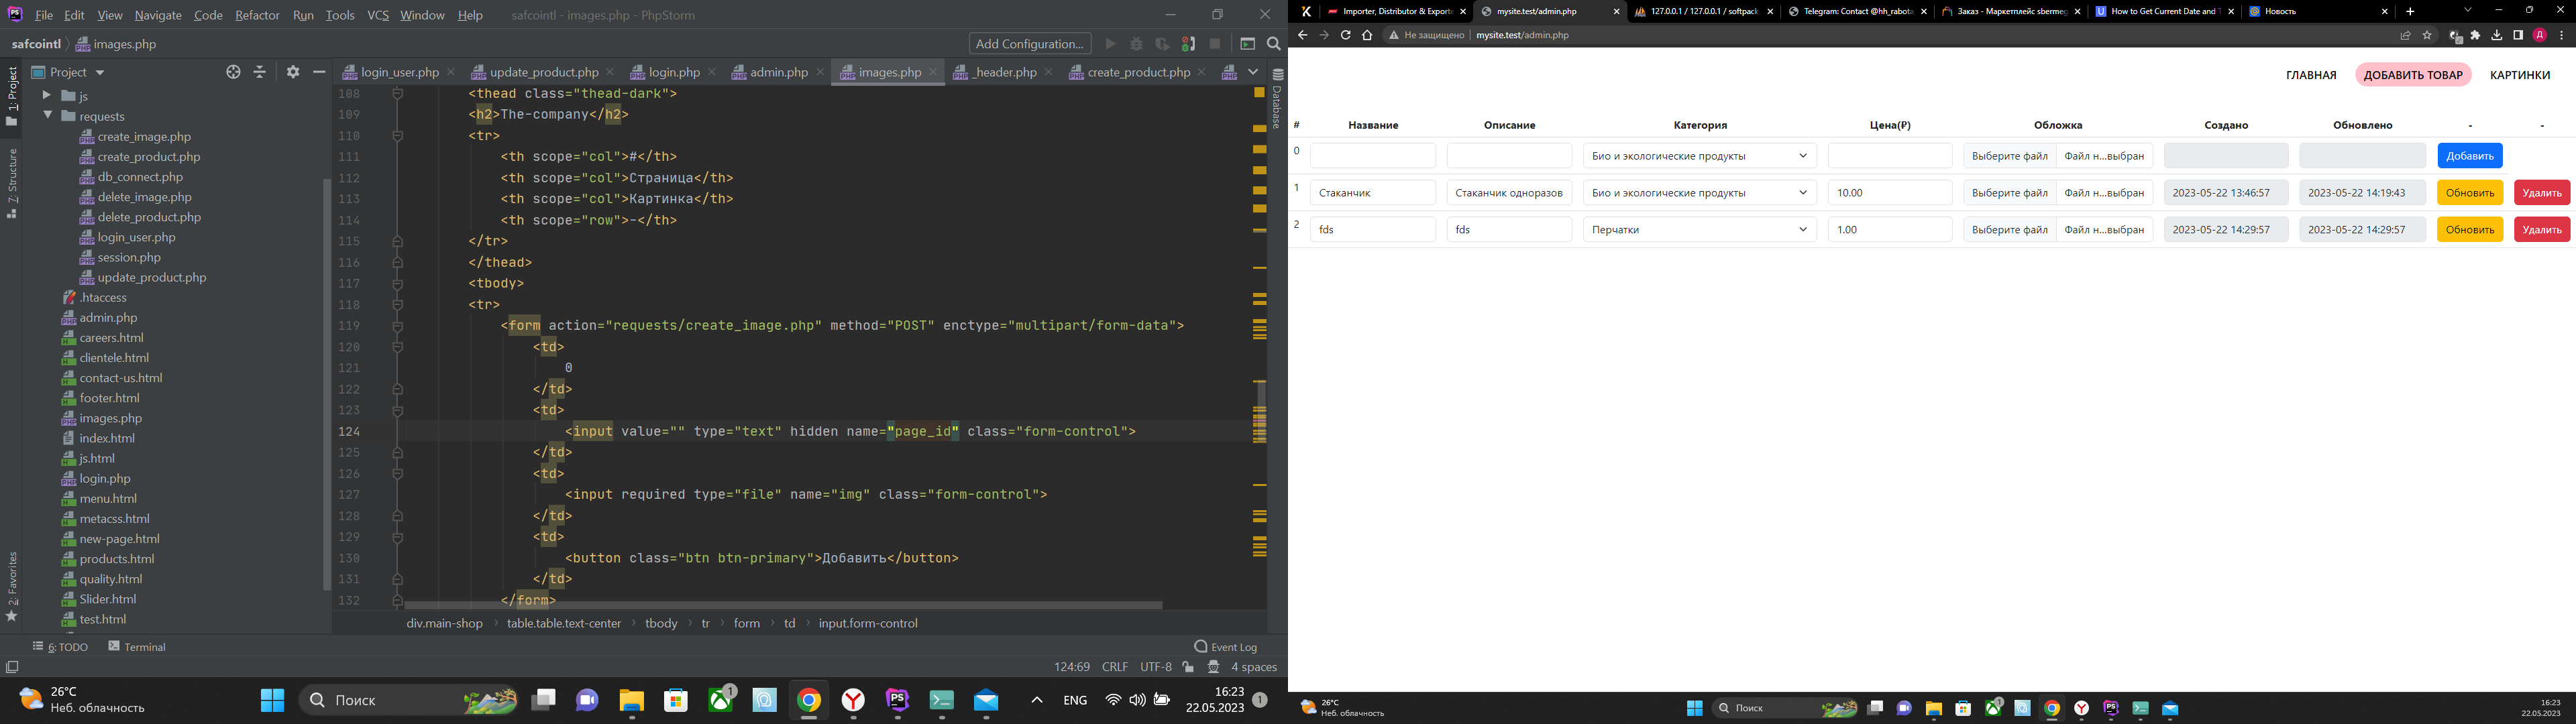 File Edit View Navigate Code Refactor Run Tools VCS Window Help safcointl - images.php - PhpStorm
safcointl images.php Add Configuration...
Project
login_user.php update_product.php login.php admin.php images.php _header.php create_product.php
1: Project
7: Structure
2: Favorites
Database
js
requests
create_image.php
create_product.php
db_connect.php
delete_image.php
delete_product.php
login_user.php
session.php
update_product.php
.htaccess
admin.php
careers.html
clientele.html
contact-us.html
footer.html
images.php
index.html
js.html
login.php
menu.html
metacss.html
new-page.html
products.html
quality.html
Slider.html
test.html
108 <thead class="thead-dark">
109 <h2>The-company</h2>
110 <tr>
111 <th scope="col">#</th>
112 <th scope="col">Страница</th>
113 <th scope="col">Картинка</th>
114 <th scope="row">-</th>
115 </tr>
116 </thead>
117 <tbody>
118 <tr>
119 <form action="requests/create_image.php" method="POST" enctype="multipart/form-data">
120 <td>
121 0
122 </td>
123 <td>
124 <input value="" type="text" hidden name="page_id" class="form-control">
125 </td>
126 <td>
127 <input required type="file" name="img" class="form-control">
128 </td>
129 <td>
130 <button class="btn btn-primary">Добавить</button>
131 </td>
132 </form>
div.main-shop table.table.text-center tbody tr form td input.form-control
6: TODO Terminal Event Log
124:69 CRLF UTF-8 4 spaces
26°C
Неб. облачность
Поиск
1
ENG
16:23
22.05.2023
1
Importer, Distributor & Exporte mysite.test/admin.php 127.0.0.1 / 127.0.0.1 / softpack Telegram: Contact @hh_rabota Заказ - Маркетплейс sbermeg How to Get Current Date and T Новость
Не защищено mysite.test/admin.php
ГЛАВНАЯ ДОБАВИТЬ ТОВАР КАРТИНКИ
# Название Описание Категория Цена(₽) Обложка Создано Обновлено - -
0 Био и экологические продукты Выберите файл Файл н...выбран Добавить
1 Стаканчик Стаканчик одноразов Био и экологические продукты 10.00 Выберите файл Файл н...выбран 2023-05-22 13:46:57 2023-05-22 14:19:43 Обновить Удалить
2 fds fds Перчатки 1.00 Выберите файл Файл н...выбран 2023-05-22 14:29:57 2023-05-22 14:29:57 Обновить Удалить
26°C
Неб. облачность
Поиск
16:23
22.05.2023